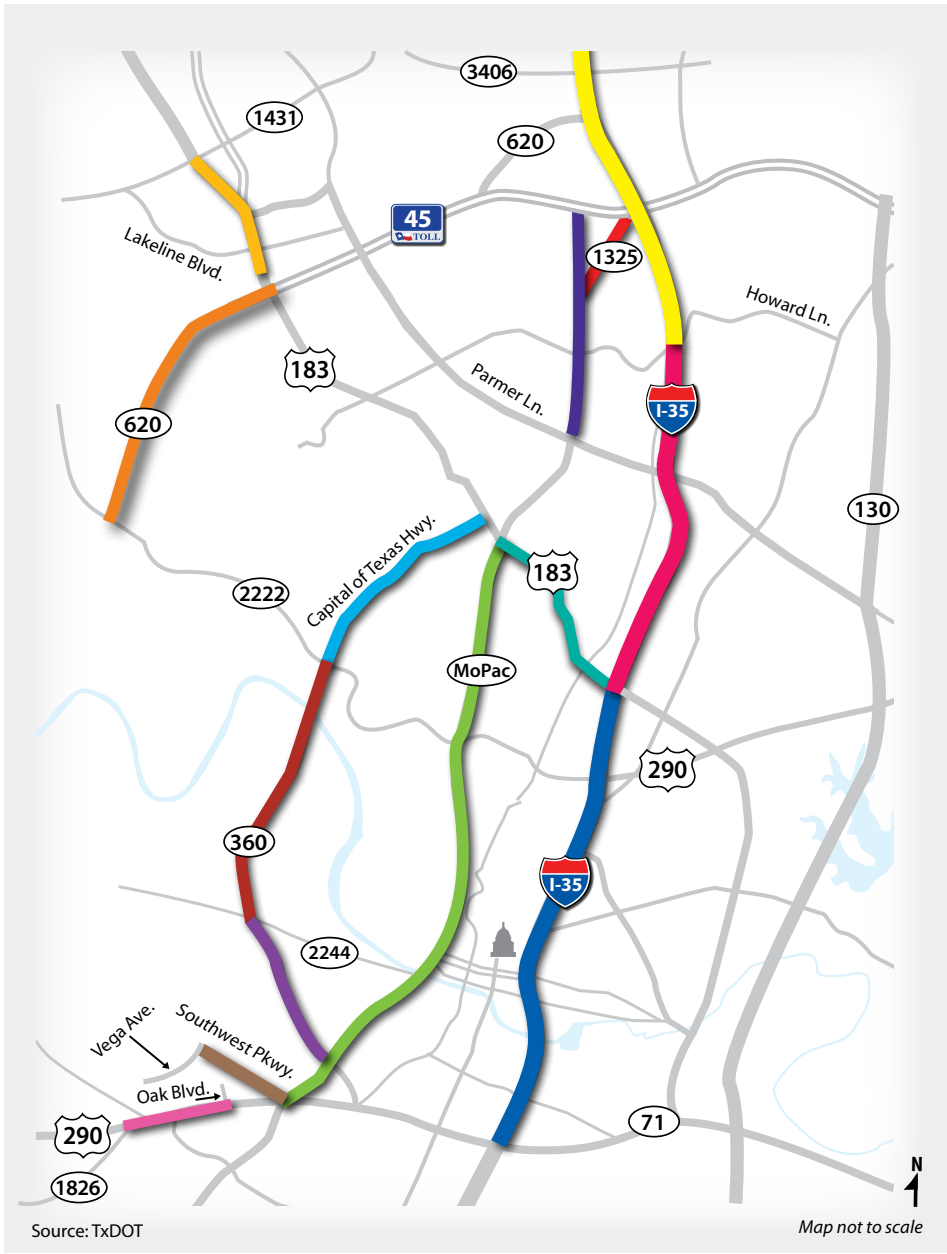 3406
1431
620
45
TOLL
1325
Lakeline Blvd.
Howard Ln.
183
Parmer Ln.
I-35
620
130
Capital of Texas Hwy.
183
2222
MoPac
290
360
I-35
2244
Vega Ave.
Southwest Pkwy.
Oak Blvd.
71
290
1826
N
Source: TxDOT
Map not to scale